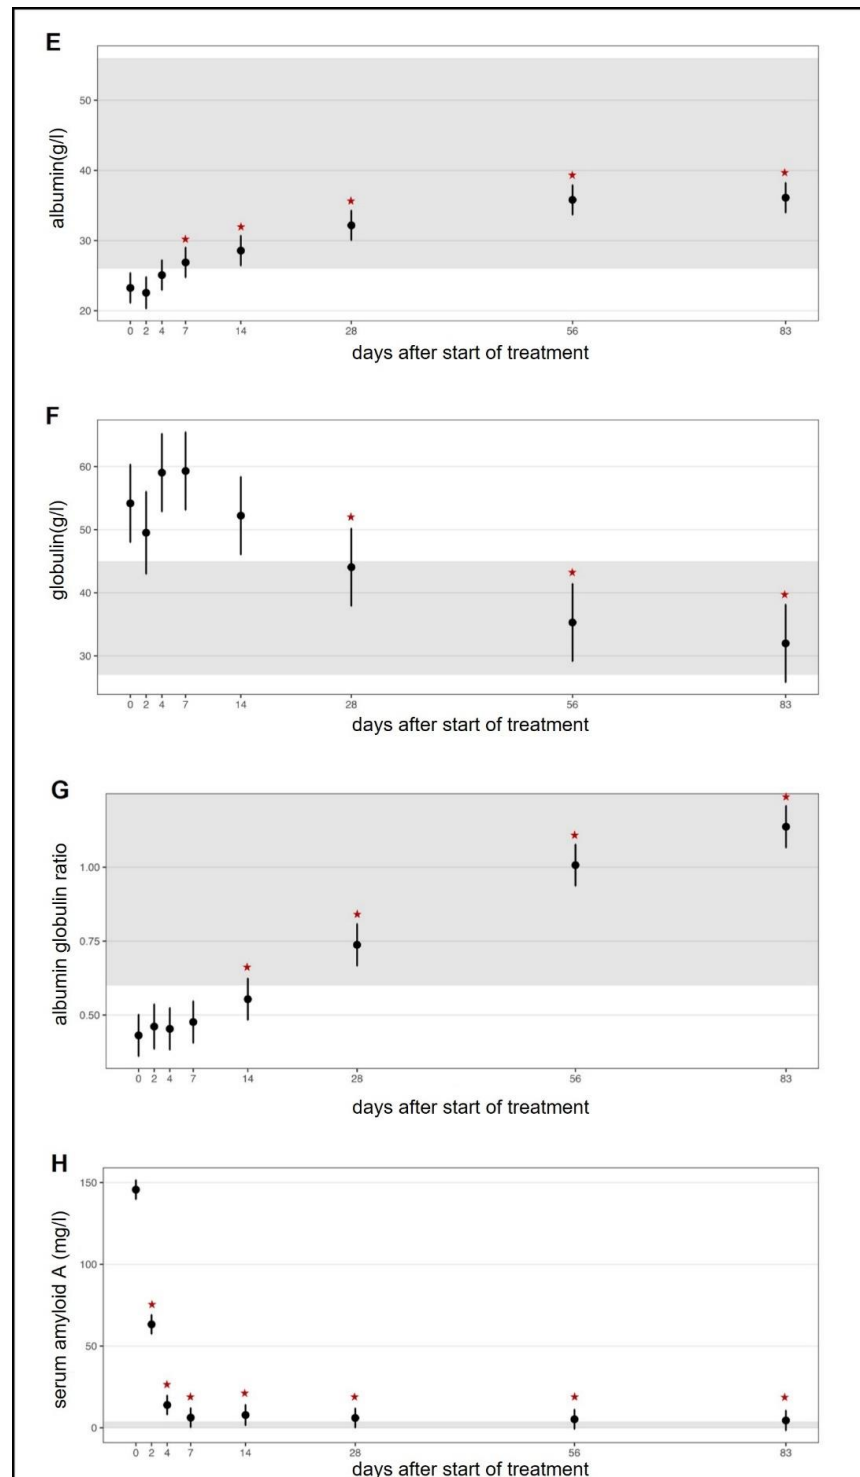 E
albumin(g/l)
50
40
30
20
0 2 4 7 14 28 56 83
days after start of treatment
F
globulin(g/l)
60
50
40
30
0 2 4 7 14 28 56 83
days after start of treatment
G
albumin globulin ratio
1.00
0.75
0.50
0 2 4 7 14 28 56 83
days after start of treatment
H
serum amyloid A (mg/l)
150
100
50
0
0 2 4 7 14 28 56 83
days after start of treatment